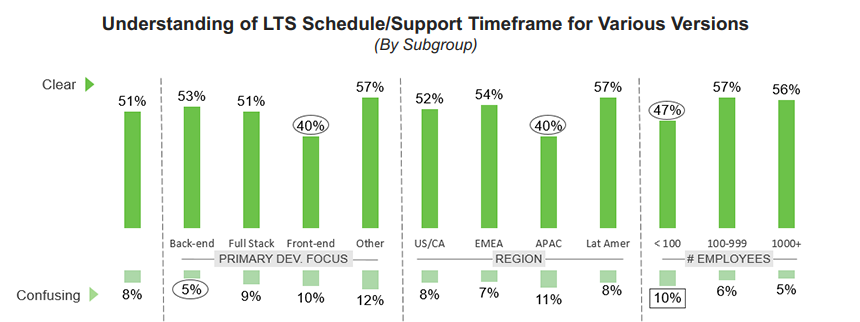 Understanding of LTS Schedule/Support Timeframe for Various Versions
(By Subgroup)
Clear
51% 53% 51% 40% 57% 52% 54% 40% 57% 47% 57% 56%
Back-end Full Stack Front-end Other US/CA EMEA APAC Lat Amer < 100 100-999 1000+
PRIMARY DEV. FOCUS REGION # EMPLOYEES
Confusing
8% 5% 9% 10% 12% 8% 7% 11% 8% 10% 6% 5%